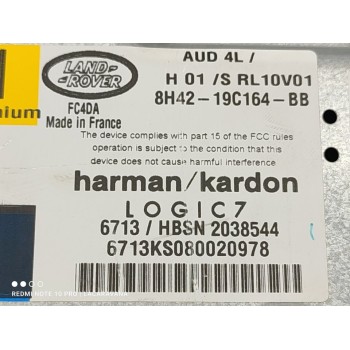 AUD 4L /
LAND-
ROVER
H 01 /S RL10V01
FC4DA
8H42-19C164-BB
Made in France
The device complies with part 15 of the FCC rules
operation is subject to the condition that this
device does not cause harmful interference
harman/kardon
LOGIC7
6713 / HBSN 2038544
6713KS080020978